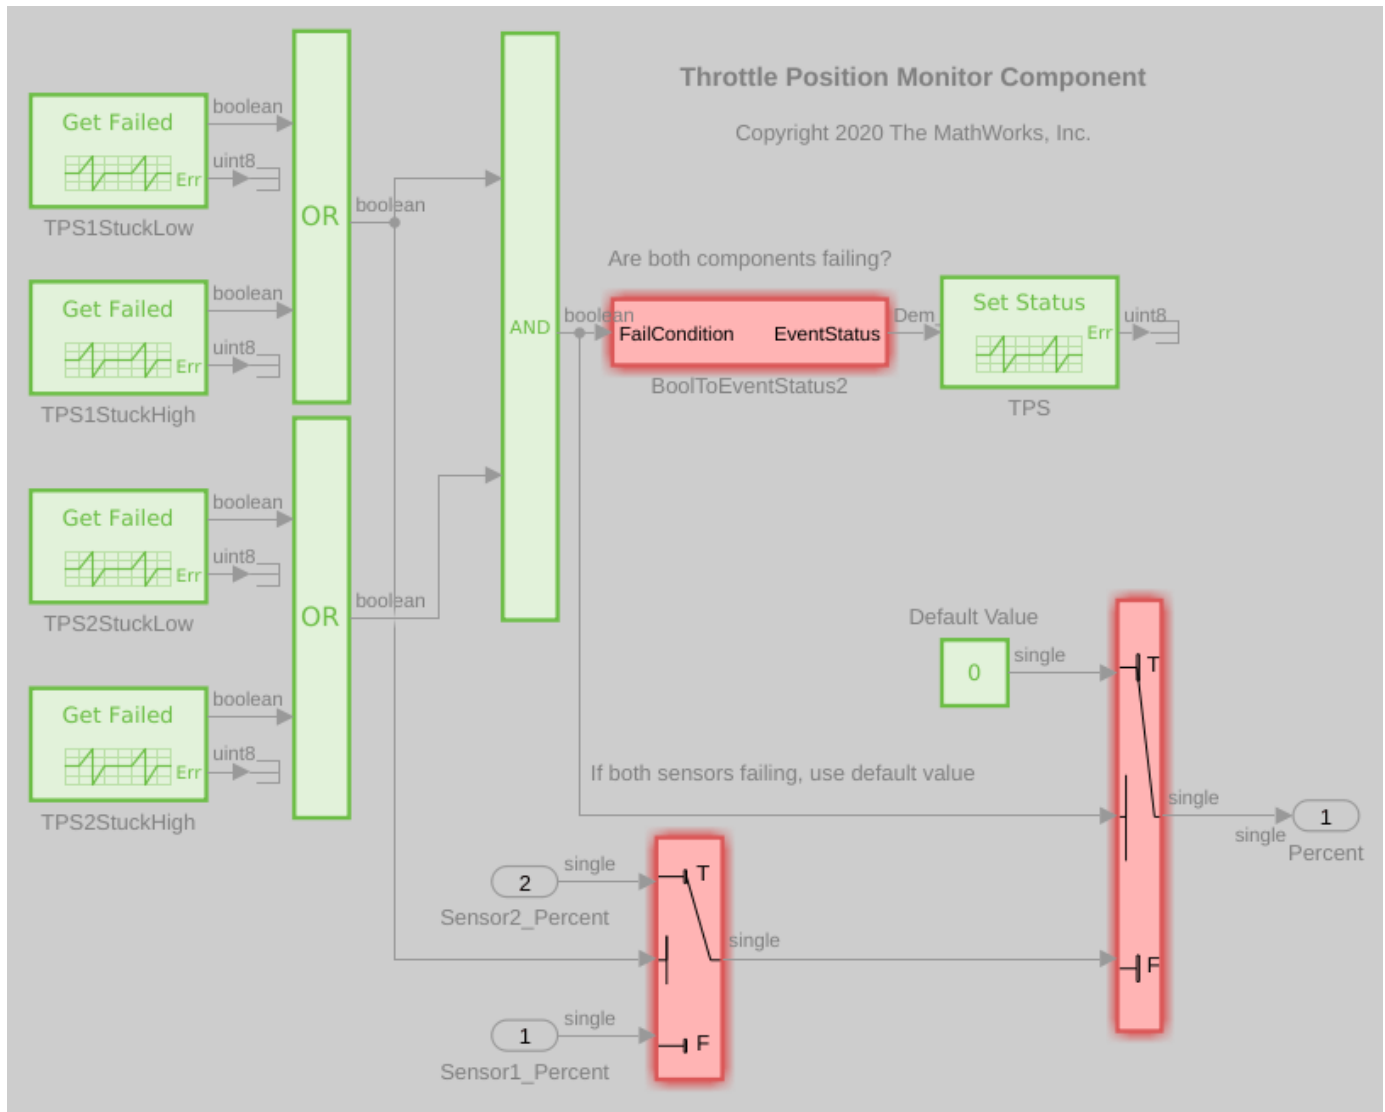 Throttle Position Monitor Component
Copyright 2020 The MathWorks, Inc.
Get Failed
boolean
uint8
Err
TPS1StuckLow
Get Failed
boolean
uint8
Err
TPS1StuckHigh
OR
boolean
Get Failed
boolean
uint8
Err
TPS2StuckLow
Get Failed
boolean
uint8
Err
TPS2StuckHigh
OR
boolean
AND
boolean
Are both components failing?
FailCondition EventStatus
BoolToEventStatus2
Dem_
Set Status
Err
uint8
TPS
Default Value
0
single
If both sensors failing, use default value
T
F
single
single
1
Percent
2
single
Sensor2_Percent
T
F
single
1
single
Sensor1_Percent